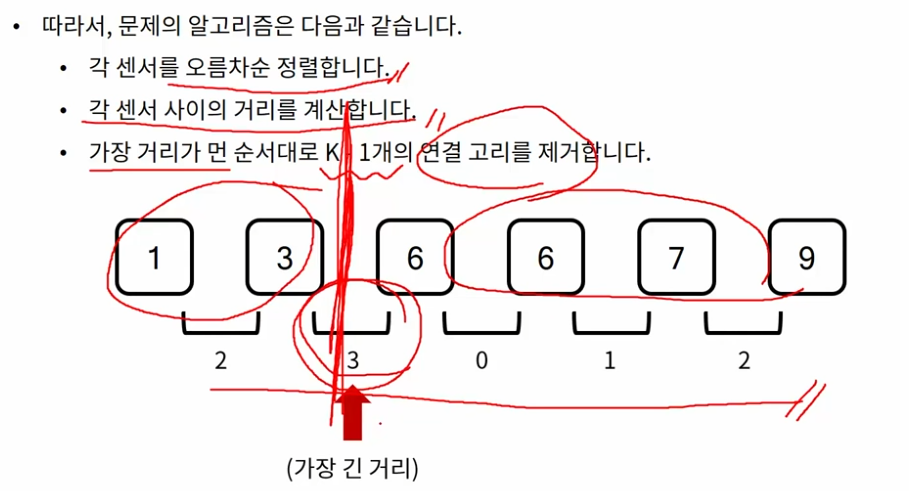 • 따라서, 문제의 알고리즘은 다음과 같습니다.
• 각 센서를 오름차순 정렬합니다.
• 각 센서 사이의 거리를 계산합니다.
• 가장 거리가 먼 순서대로 K - 1개의 연결 고리를 제거합니다.
1 3 6 6 7 9
2 3 0 1 2
(가장 긴 거리)